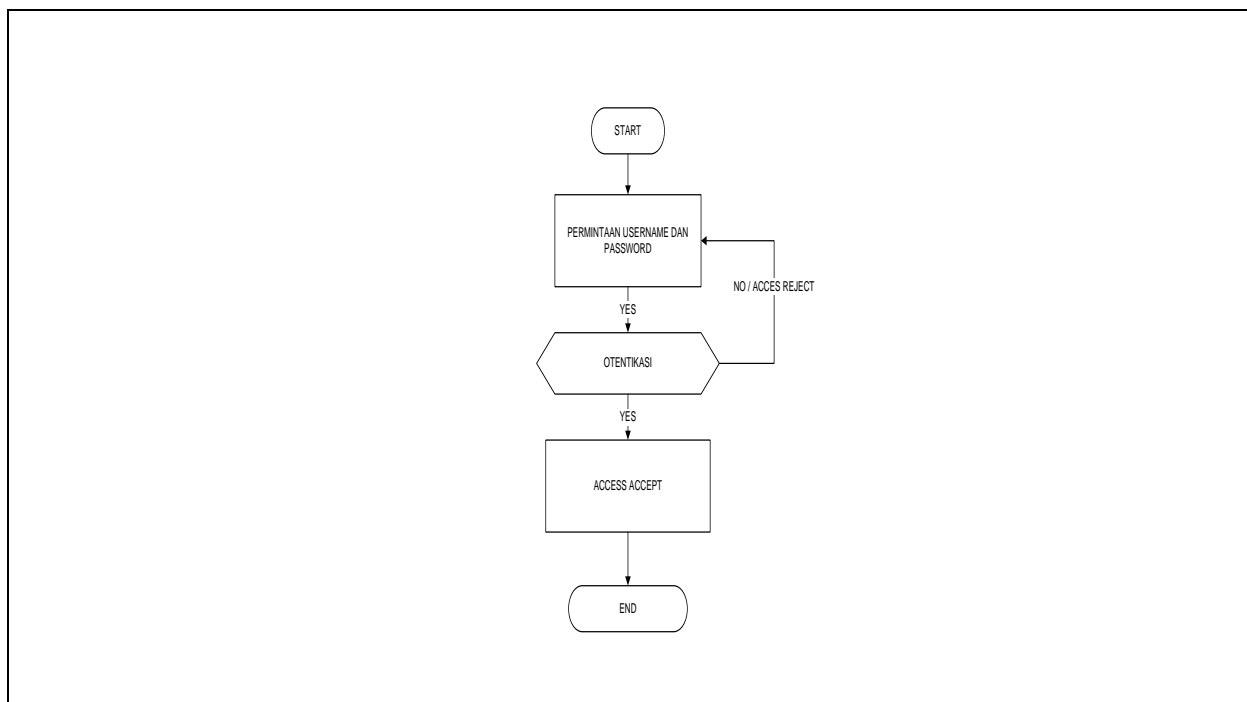 START
PERMINTAAN USERNAME DAN
PASSWORD
NO / ACCES REJECT
YES
OTENTIKASI
YES
ACCESS ACCEPT
END